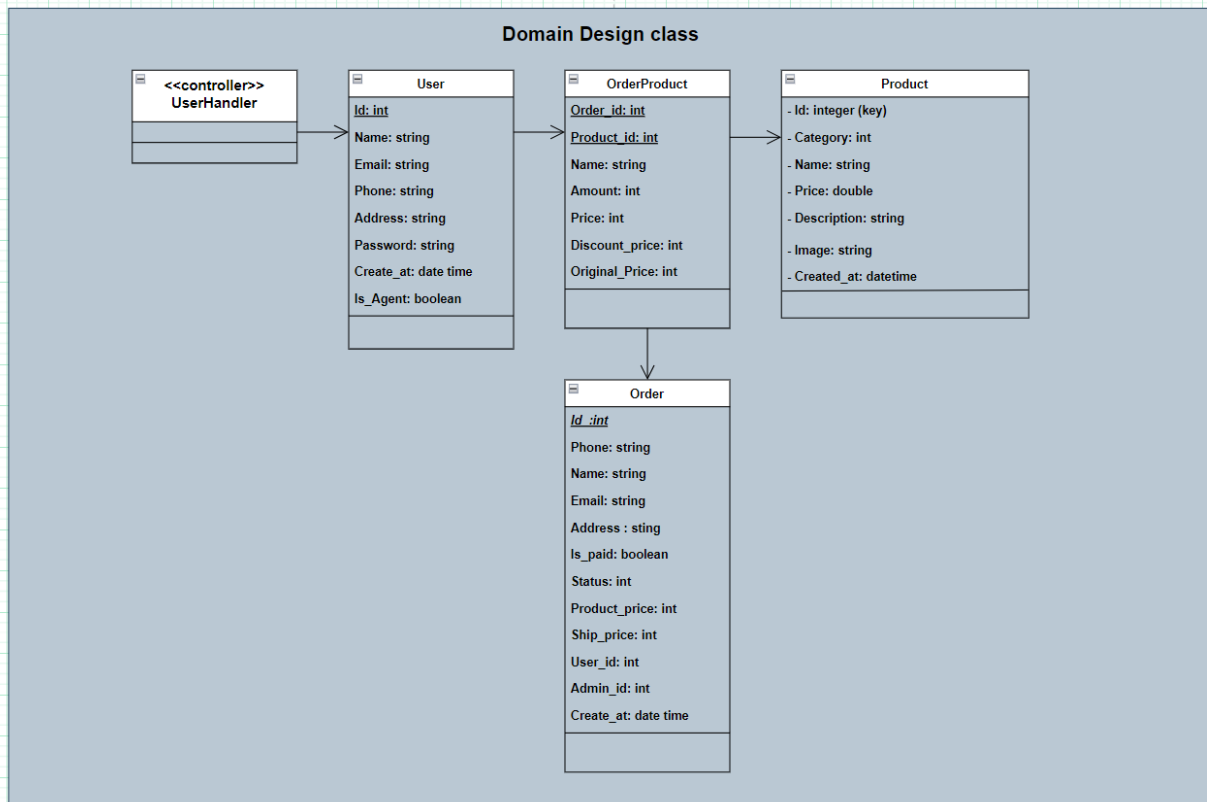 Domain Design class
<<controller>>
UserHandler
User
Id: int
Name: string
Email: string
Phone: string
Address: string
Password: string
Create_at: date time
Is_Agent: boolean
OrderProduct
Order_id: int
Product_id: int
Name: string
Amount: int
Price: int
Discount_price: int
Original_Price: int
Product
- Id: integer (key)
- Category: int
- Name: string
- Price: double
- Description: string
- Image: string
- Created_at: datetime
Order
Id :int
Phone: string
Name: string
Email: string
Address : sting
Is_paid: boolean
Status: int
Product_price: int
Ship_price: int
User_id: int
Admin_id: int
Create_at: date time